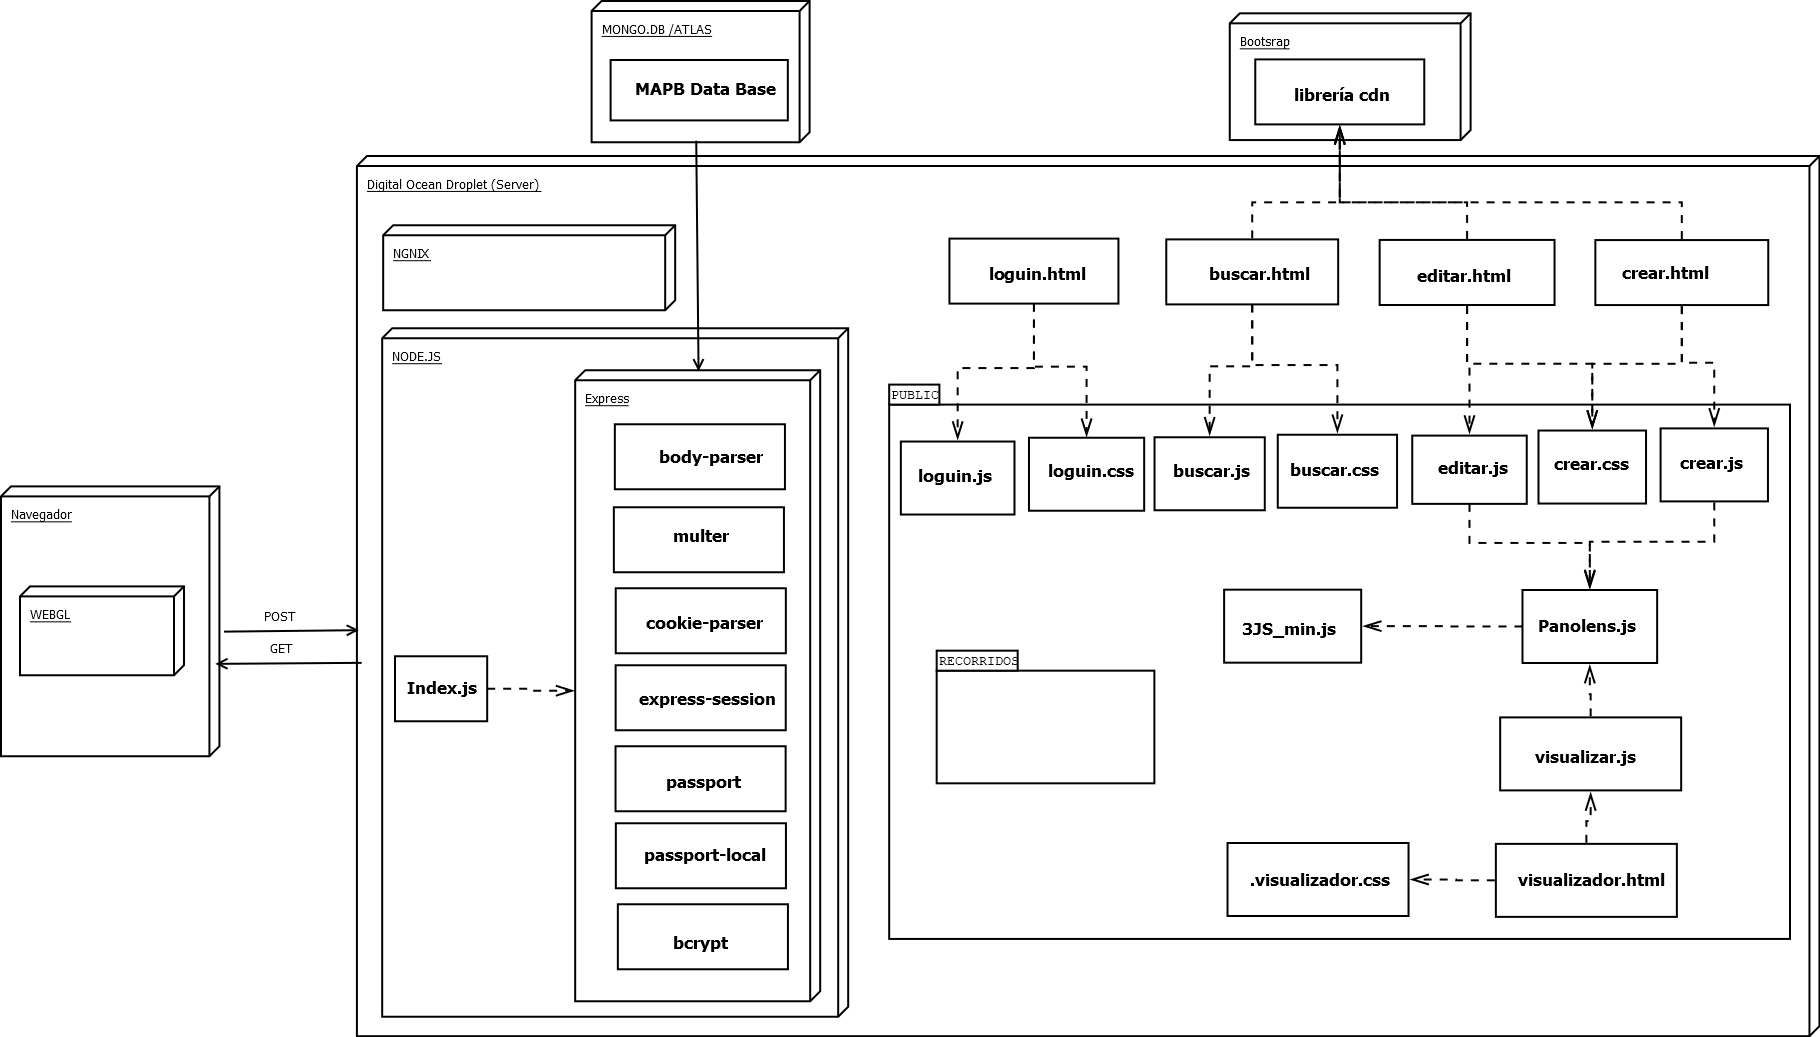 MONGO.DB /ATLAS
MAPB Data Base
Bootsrap
librería cdn
Digital Ocean Droplet (Server)
NGNIX
loguin.html
buscar.html
editar.html
crear.html
NODE.JS
Express
PUBLIC
body-parser
multer
cookie-parser
express-session
passport
passport-local
bcrypt
Index.js
loguin.js
loguin.css
buscar.js
buscar.css
editar.js
crear.css
crear.js
Navegador
WEBGL
POST
GET
3JS_min.js
Panolens.js
RECORRIDOS
visualizar.js
.visualizador.css
visualizador.html